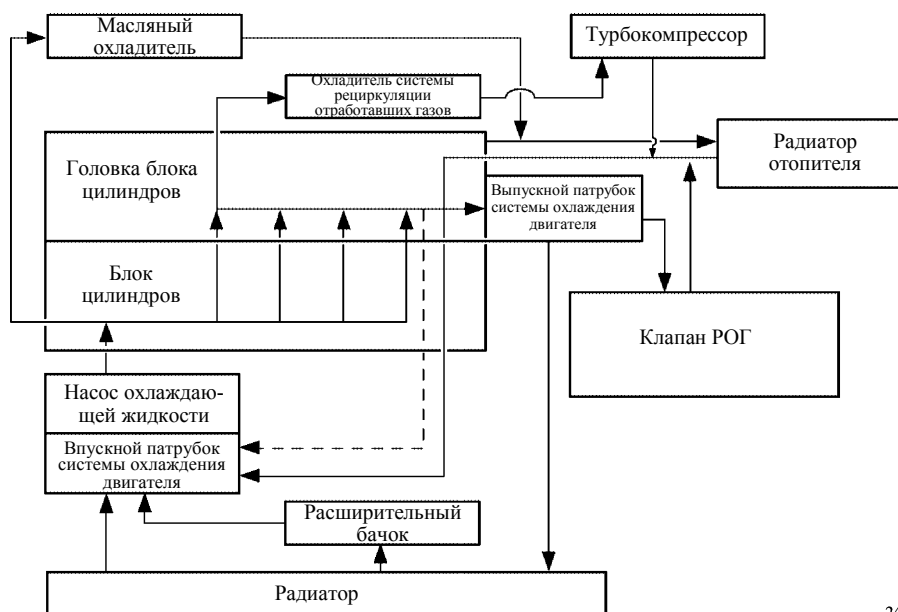 Масляный
охладитель
Турбокомпрессор
Охладитель системы
рециркуляции
отработавших газов
Радиатор
отопителя
Головка блока
цилиндров
Выпускной патрубок
системы охлаждения
двигателя
Блок
цилиндров
Клапан РОГ
Насос охлаждаю-
щей жидкости
Впускной патрубок
системы охлаждения
двигателя
Расширительный
бачок
Радиатор